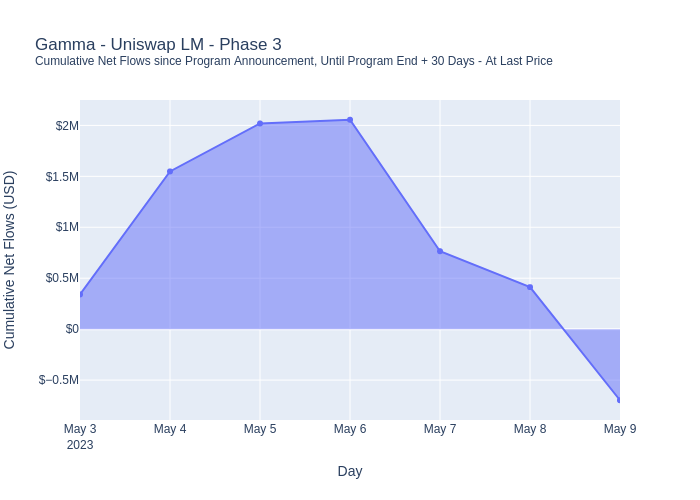 Gamma - Uniswap LM - Phase 3
Cumulative Net Flows since Program Announcement, Until Program End + 30 Days - At Last Price
Cumulative Net Flows (USD)
$2M
$1.5M
$1M
$0.5M
$0
$−0.5M
May 3
2023
May 4
May 5
May 6
May 7
May 8
May 9
Day